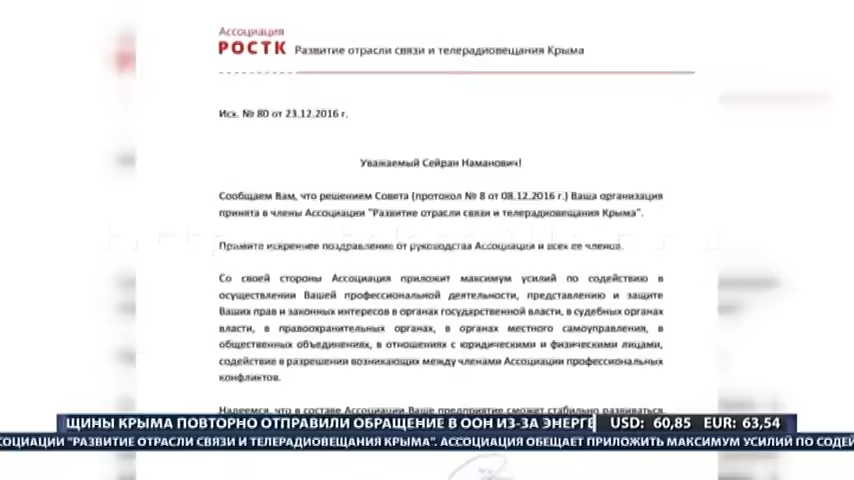 Ассоциация
РОСТК Развитие отрасли связи и телерадиовещания Крыма
Исх. № 80 от 23.12.2016 г.
Уважаемый Сейран Наманович!
Сообщаем Вам, что решением Совета (протокол № 8 от 08.12.2016 г.) Ваша организация
принята в члены Ассоциации "Развитие отрасли связи и телерадиовещания Крыма".
Примите искреннее поздравление от руководства Ассоциации и всех ее членов.
Со своей стороны Ассоциация приложит максимум усилий по содействию в
осуществлении Вашей профессиональной деятельности, представлению и защите
Ваших прав и законных интересов в органах государственной власти, в судебных органах
власти, в правоохранительных органах, в органах местного самоуправления, в
общественных объединениях, в отношениях с юридическими и физическими лицами,
содействие в разрешении возникающих между членами Ассоциации профессиональных
конфликтов.
Надеемся, что в составе Ассоциации Ваше предприятие сможет стабильно развиваться
ЩИНЫ КРЫМА ПОВТОРНО ОТПРАВИЛИ ОБРАЩЕНИЕ В ООН ИЗ-ЗА ЭНЕРГЕ USD: 60,85 EUR: 63,54
СОЦИАЦИИ "РАЗВИТИЕ ОТРАСЛИ СВЯЗИ И ТЕЛЕРАДИОВЕЩАНИЯ КРЫМА". АССОЦИАЦИЯ ОБЕЩАЕТ ПРИЛОЖИТЬ МАКСИМУМ УСИЛИЙ ПО СОДЕЙ